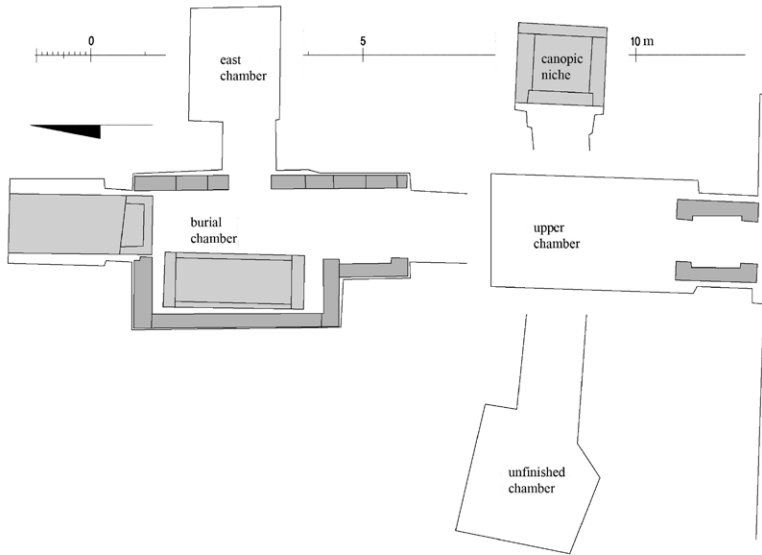 0
5
10 m
east
chamber
canopic
niche
burial
chamber
upper
chamber
unfinished
chamber